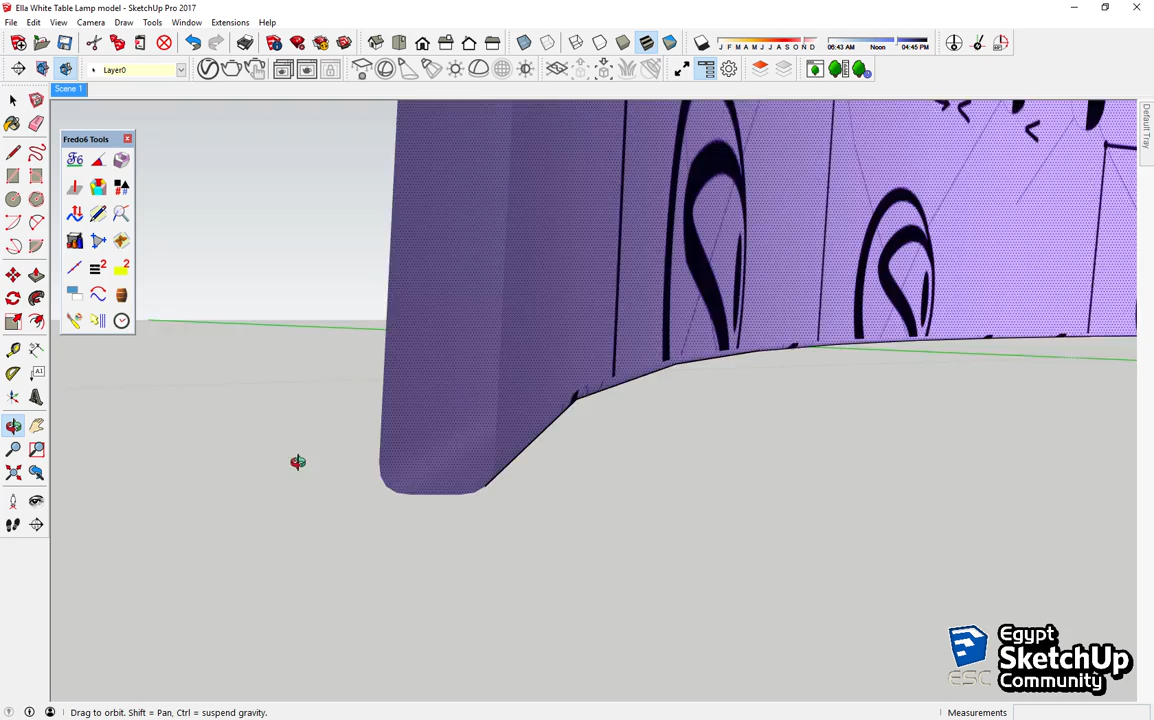 Ella White Table Lamp model - SketchUp Pro 2017
File Edit View Camera Draw Tools Window Extensions Help
J F M A M J J A S O N D 06:43 AM Noon 04:45 PM
Layer0
Scene 1
Fredo6 Tools
Default Tray
Egypt
SketchUp
Community
ESC
Drag to orbit. Shift = Pan, Ctrl = suspend gravity.
Measurements